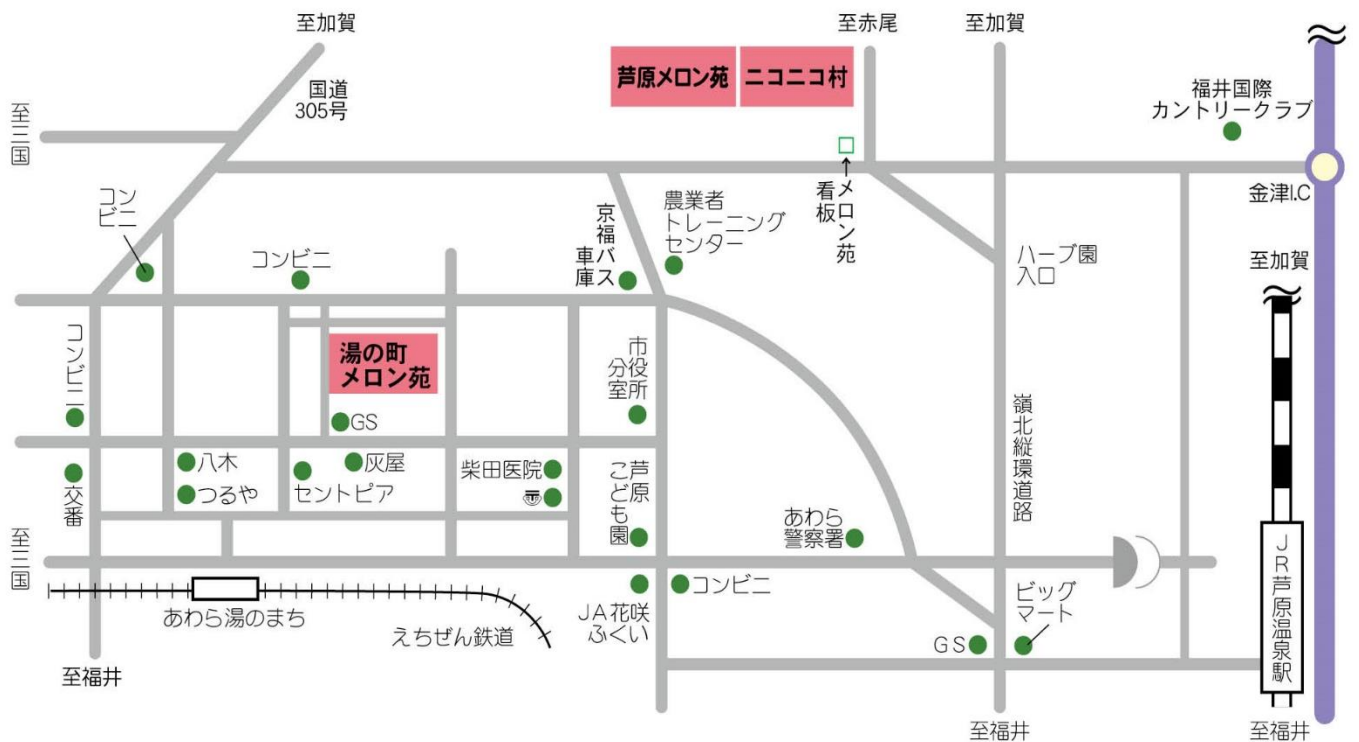 至加賀
至赤尾
至加賀
国道
305号
芦原メロン苑
ニコニコ村
福井国際
カントリークラブ
至三国
コン
ビニ
コンビニ
京福バス
車庫
農業者
トレーニング
センター
↑メロン苑
看板
金津I.C
ハーブ園
入口
至加賀
コンビニ
湯の町
メロン苑
市役所
分室
GS
嶺北縦環道路
八木
つるや
セントピア
灰屋
柴田医院
〠
芦原
こども園
交番
あわら
警察署
至三国
あわら湯のまち
えちぜん鉄道
JA花咲
ふくい
コンビニ
ビッグ
マート
GS
JR芦原温泉駅
至福井
至福井
至福井